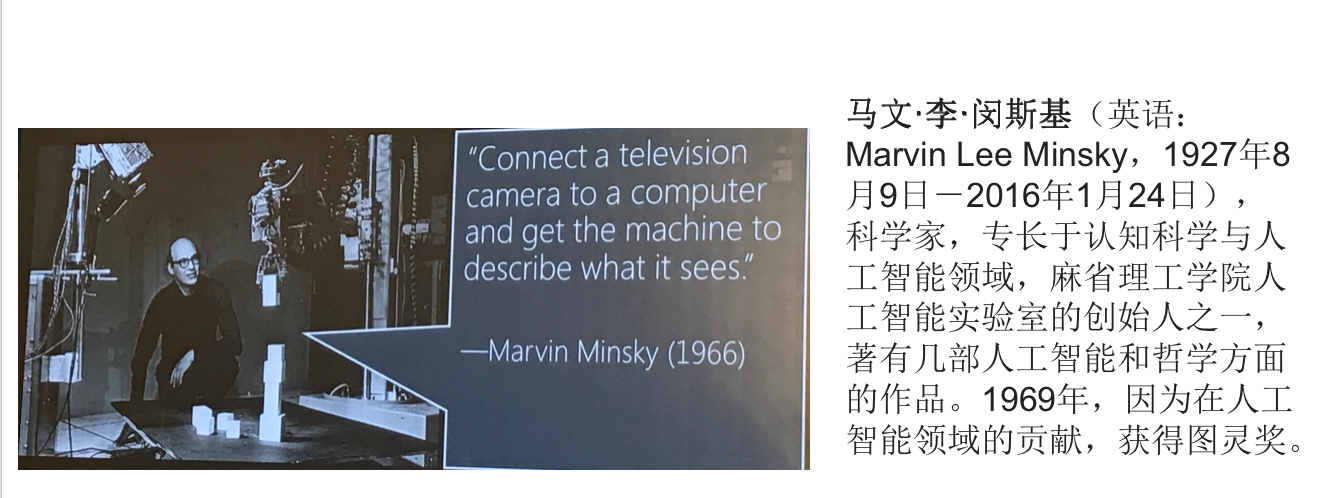 “Connect a television
camera to a computer
and get the machine to
describe what it sees.”
—Marvin Minsky (1966)
马文·李·闵斯基（英语：
Marvin Lee Minsky，1927年8
月9日－2016年1月24日），
科学家，专长于认知科学与人
工智能领域，麻省理工学院人
工智能实验室的创始人之一，
著有几部人工智能和哲学方面
的作品。1969年，因为在人工
智能领域的贡献，获得图灵奖。